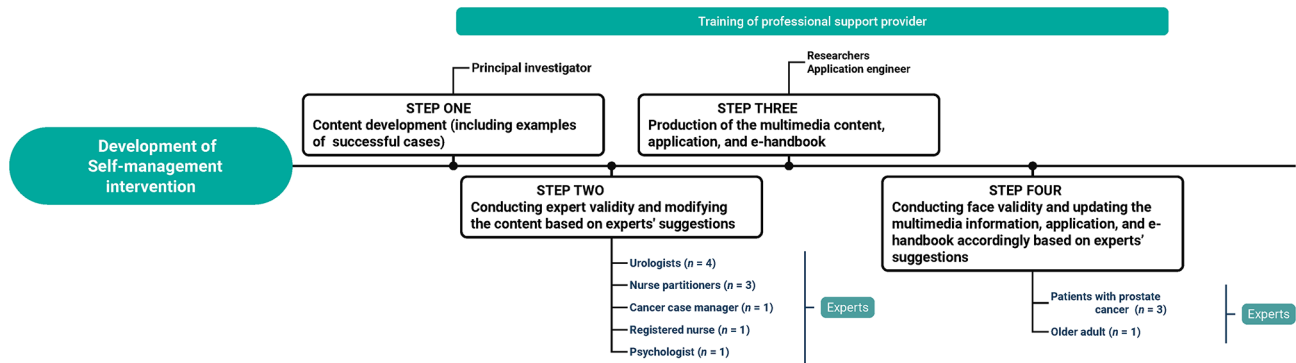 Training of professional support provider
Principal investigator
Researchers
Application engineer
STEP ONE
Content development (including examples
of successful cases)
STEP THREE
Production of the multimedia content,
application, and e-handbook
Development of
Self-management
intervention
STEP TWO
Conducting expert validity and modifying
the content based on experts' suggestions
STEP FOUR
Conducting face validity and updating the
multimedia information, application, and e-
handbook accordingly based on experts’
suggestions
Urologists (n = 4)
Nurse partitioners (n = 3)
Cancer case manager (n = 1)
Registered nurse (n = 1)
Psychologist (n = 1)
Experts
Patients with prostate
cancer (n = 3)
Older adult (n = 1)
Experts